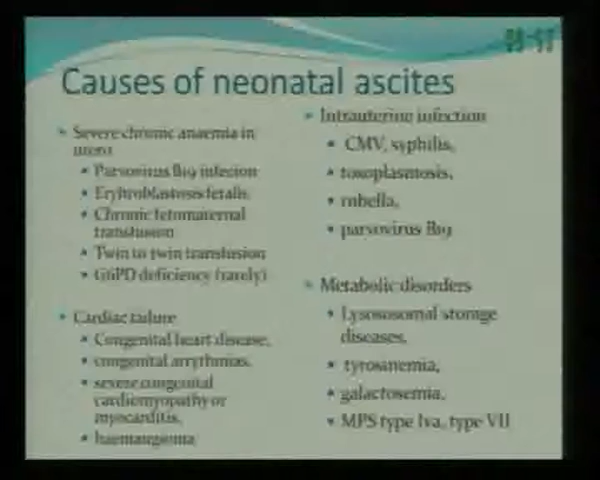 Causes of neonatal ascites
Severe chronic anaemia in
utero
Parvovirus B19 infecion
Erythroblastosis fetalis
Chronic fetomaternal
transfusion
Twin to twin transfusion
G6PD deficiency (rarely)
Cardiac failure
Congenital heart disease,
congenital arrythmias,
severe congenital
cardiomyopathy or
myocarditis,
haemangioma
Intrauterine infection
CMV, syphilis,
toxoplasmosis,
rubella,
parvovirus B19
Metabolic disorders
Lysososomal storage
diseases,
tyrosinemia,
galactosemia,
MPS type Iva, type VII